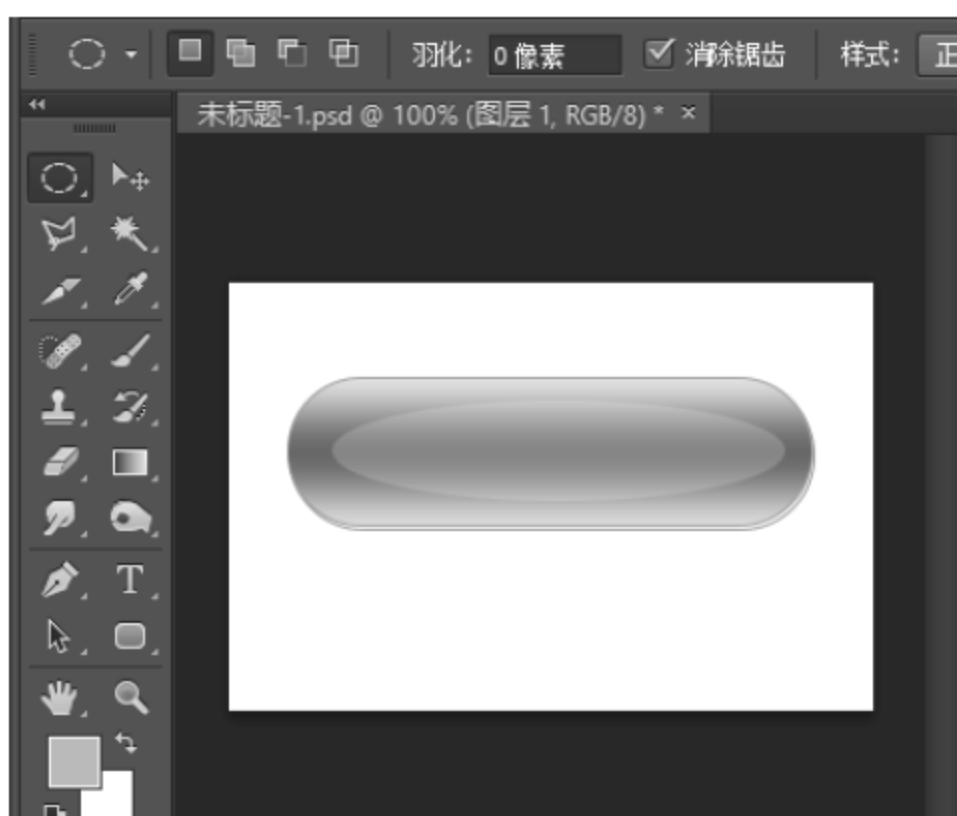 羽化： 0 像素 消除锯齿 样式： 正
未标题-1.psd @ 100% (图层 1, RGB/8) * ×
T